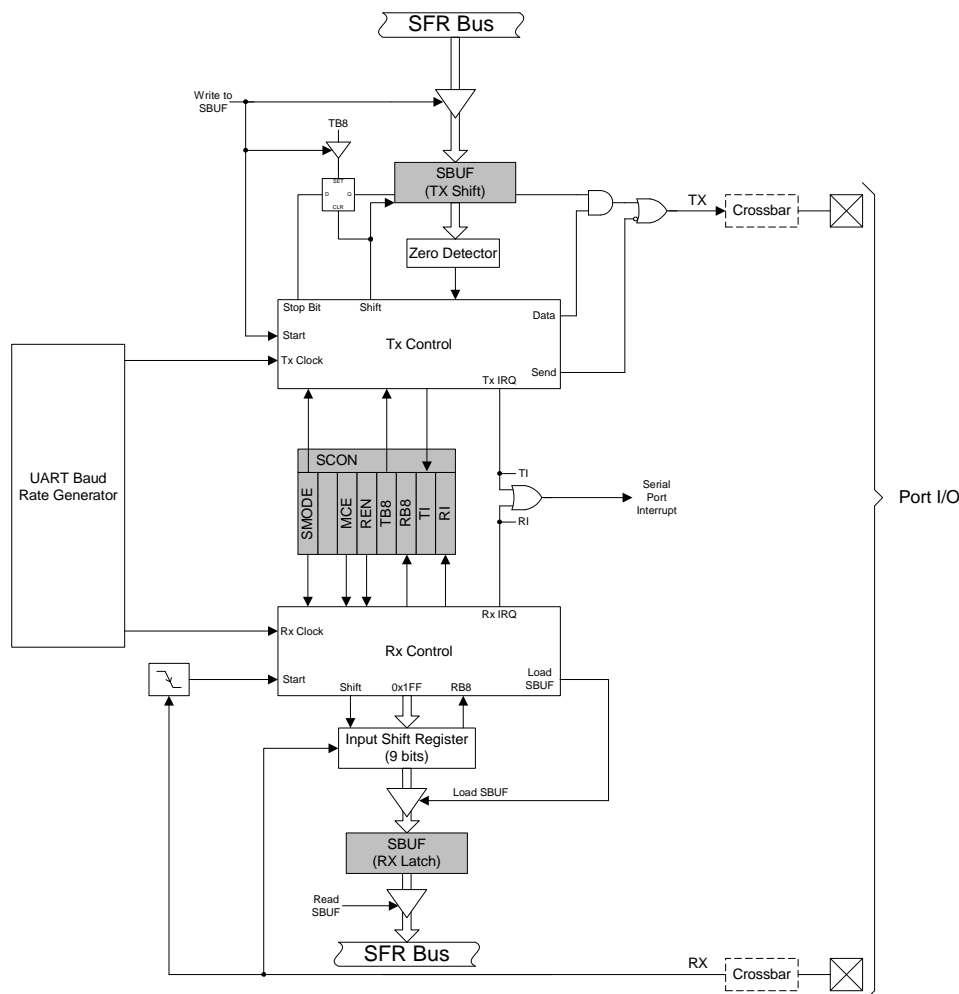 SFR Bus
Write to
SBUF
TB8
SET
D
Q
CLR
SBUF
(TX Shift)
TX
Crossbar
Zero Detector
Stop Bit
Shift
Data
Start
Tx Control
Tx Clock
Send
Tx IRQ
UART Baud
Rate Generator
SCON
SMODE
MCE
REN
TB8
RB8
TI
RI
TI
RI
Serial
Port
Interrupt
Port I/O
Rx IRQ
Rx Clock
Rx Control
Start
Load
SBUF
Shift
0x1FF
RB8
Input Shift Register
(9 bits)
Load SBUF
SBUF
(RX Latch)
Read
SBUF
SFR Bus
RX
Crossbar